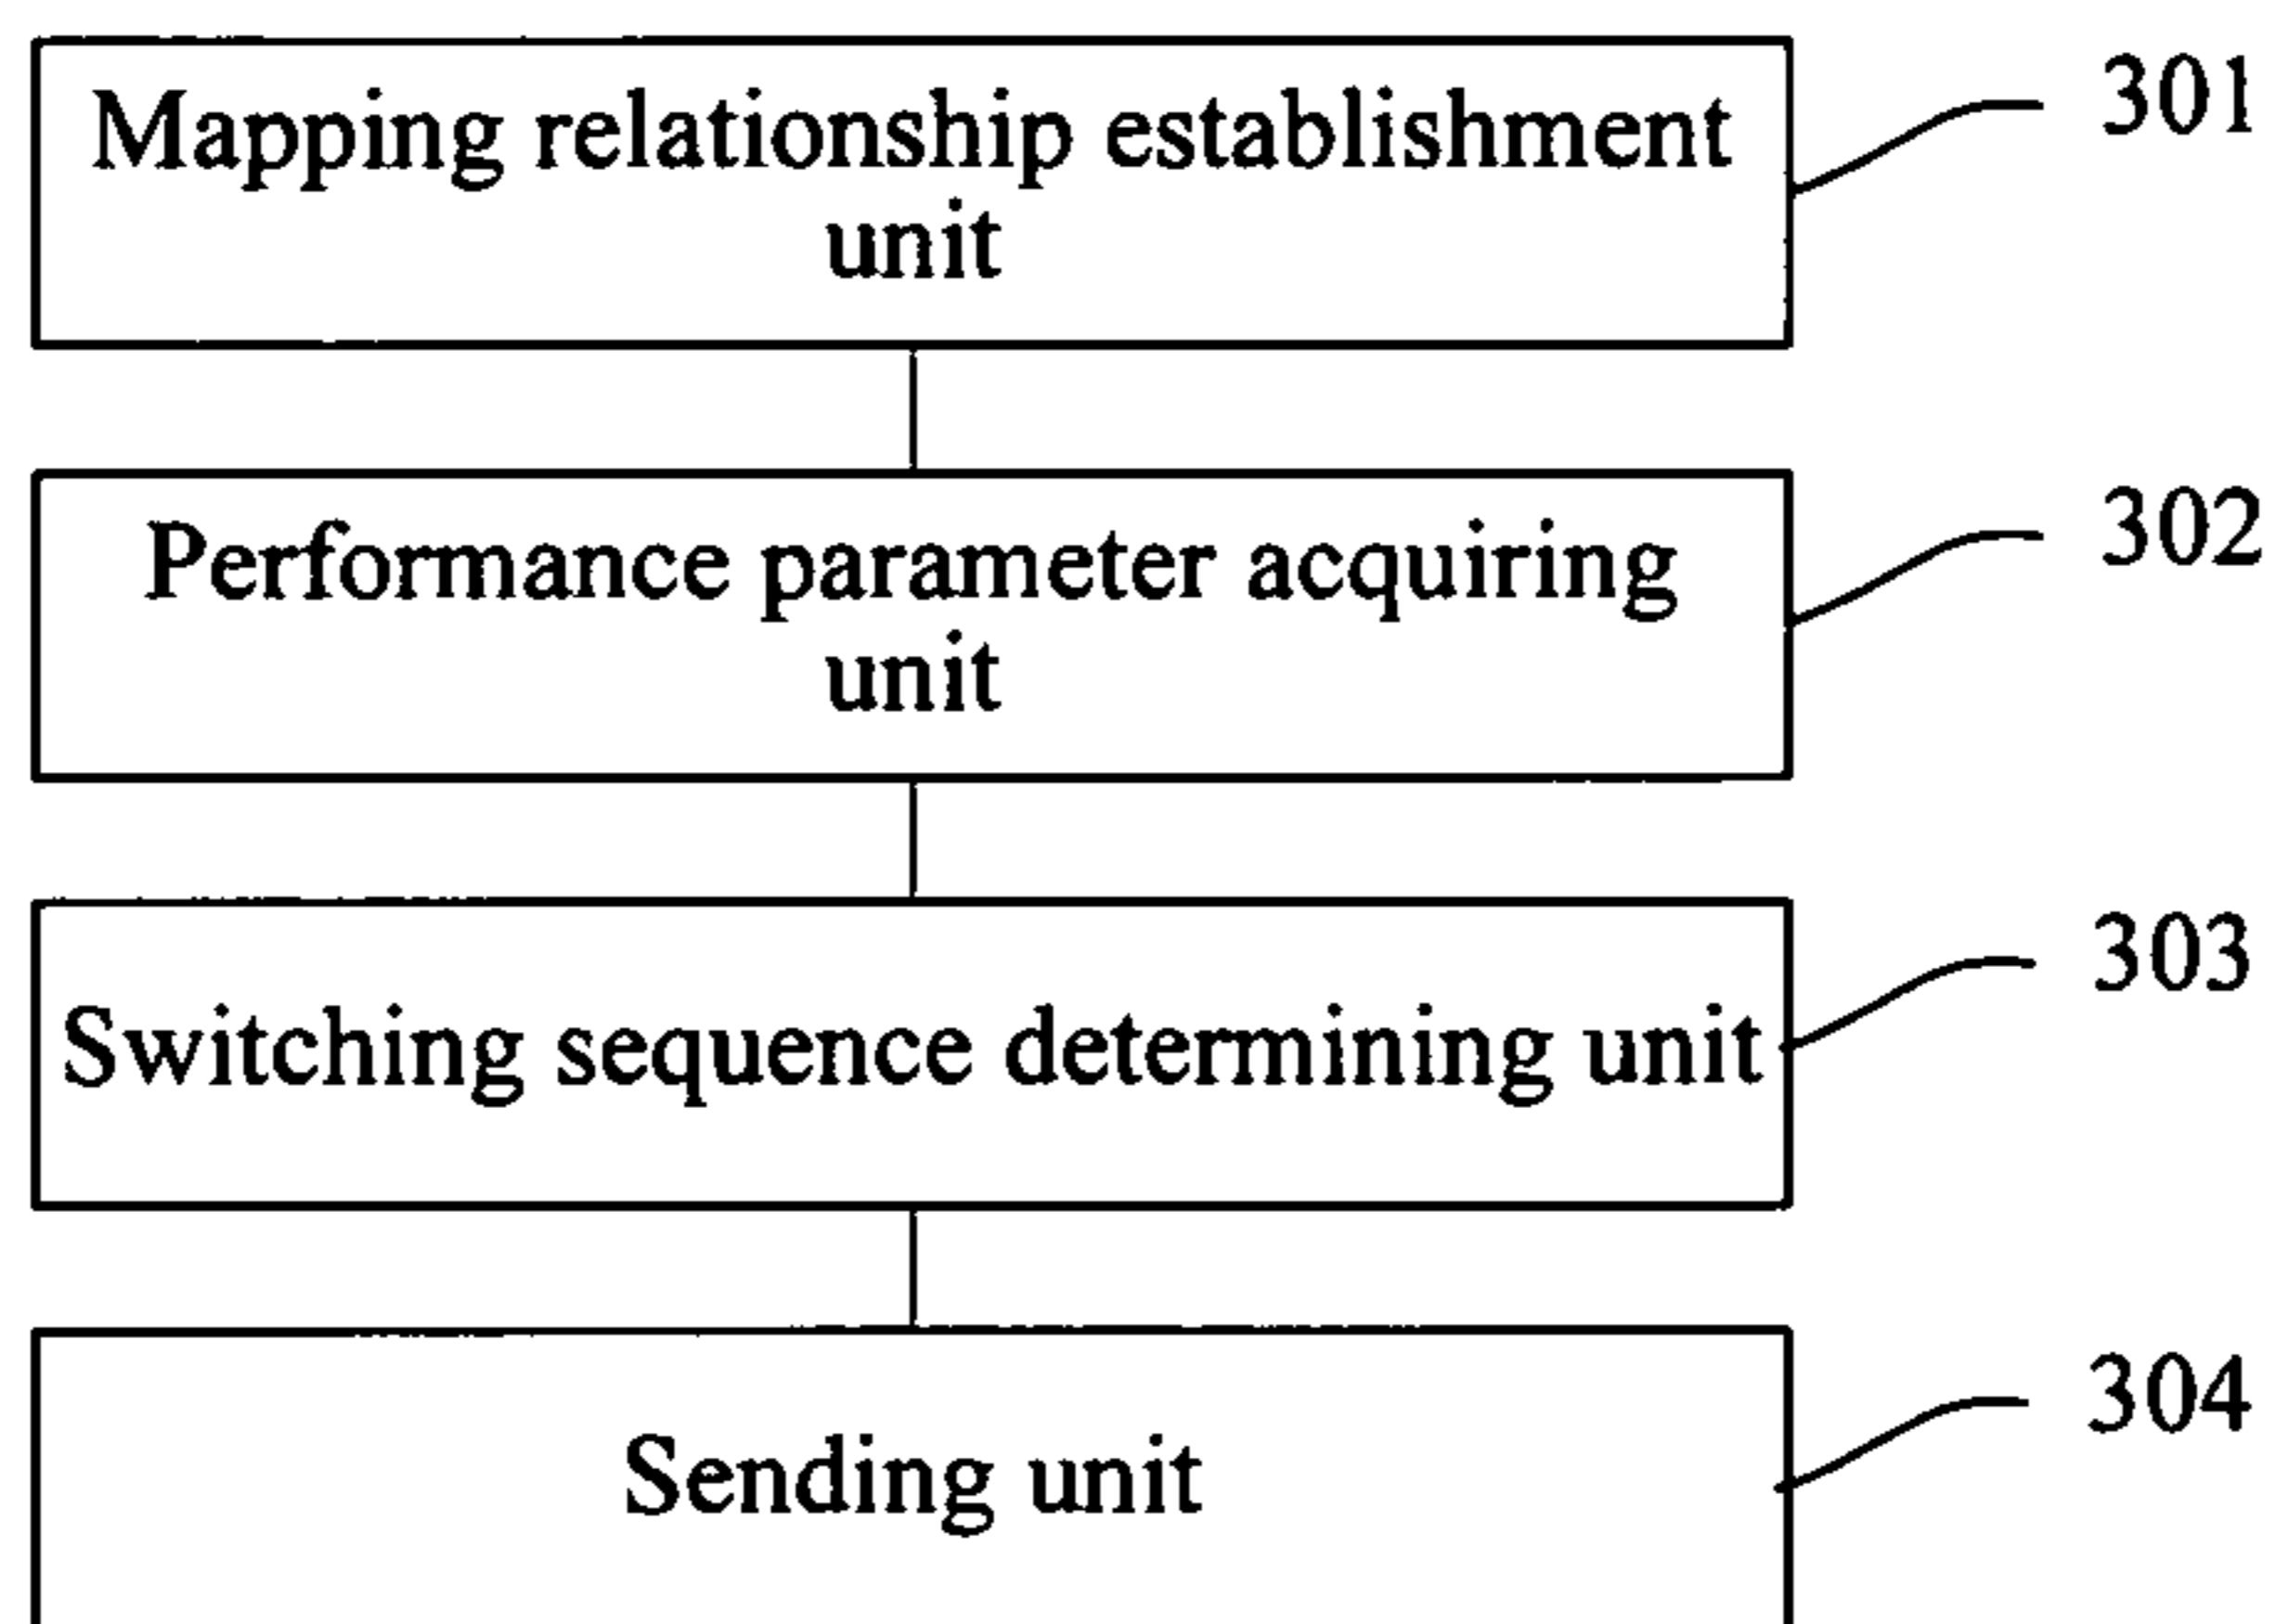 Mapping relationship establishment
unit
301
Performance parameter acquiring
unit
302
Switching sequence determining unit
303
Sending unit
304